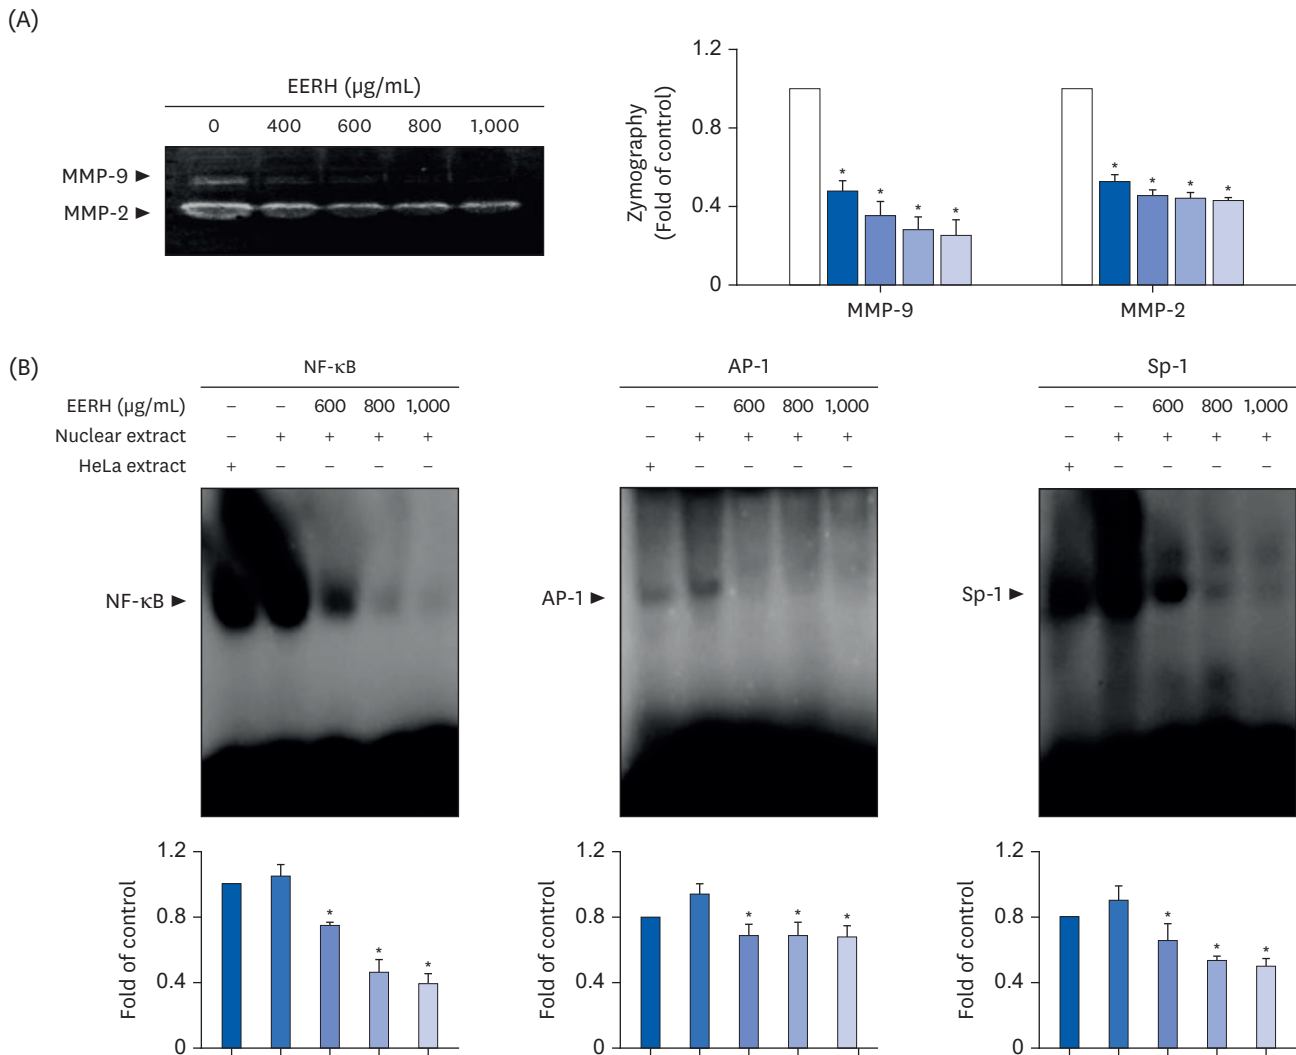 (A)
EERH (µg/mL)
0 400 600 800 1,000
MMP-9 ►
MMP-2 ►
Zymography
(Fold of control)
1.2
0.8
0.4
0
* * * *
* * * *
MMP-9 MMP-2
(B)
NF-κB AP-1 Sp-1
EERH (µg/mL) – – 600 800 1,000 – – 600 800 1,000 – – 600 800 1,000
Nuclear extract – + + + + – + + + + – + + + +
HeLa extract + – – – – + – – – – + – – – –
NF-κB ► AP-1 ► Sp-1 ►
Fold of control
1.2
0.8
0.4
0
* * *
Fold of control
1.2
0.8
0.4
0
* * *
Fold of control
1.2
0.8
0.4
0
* * *